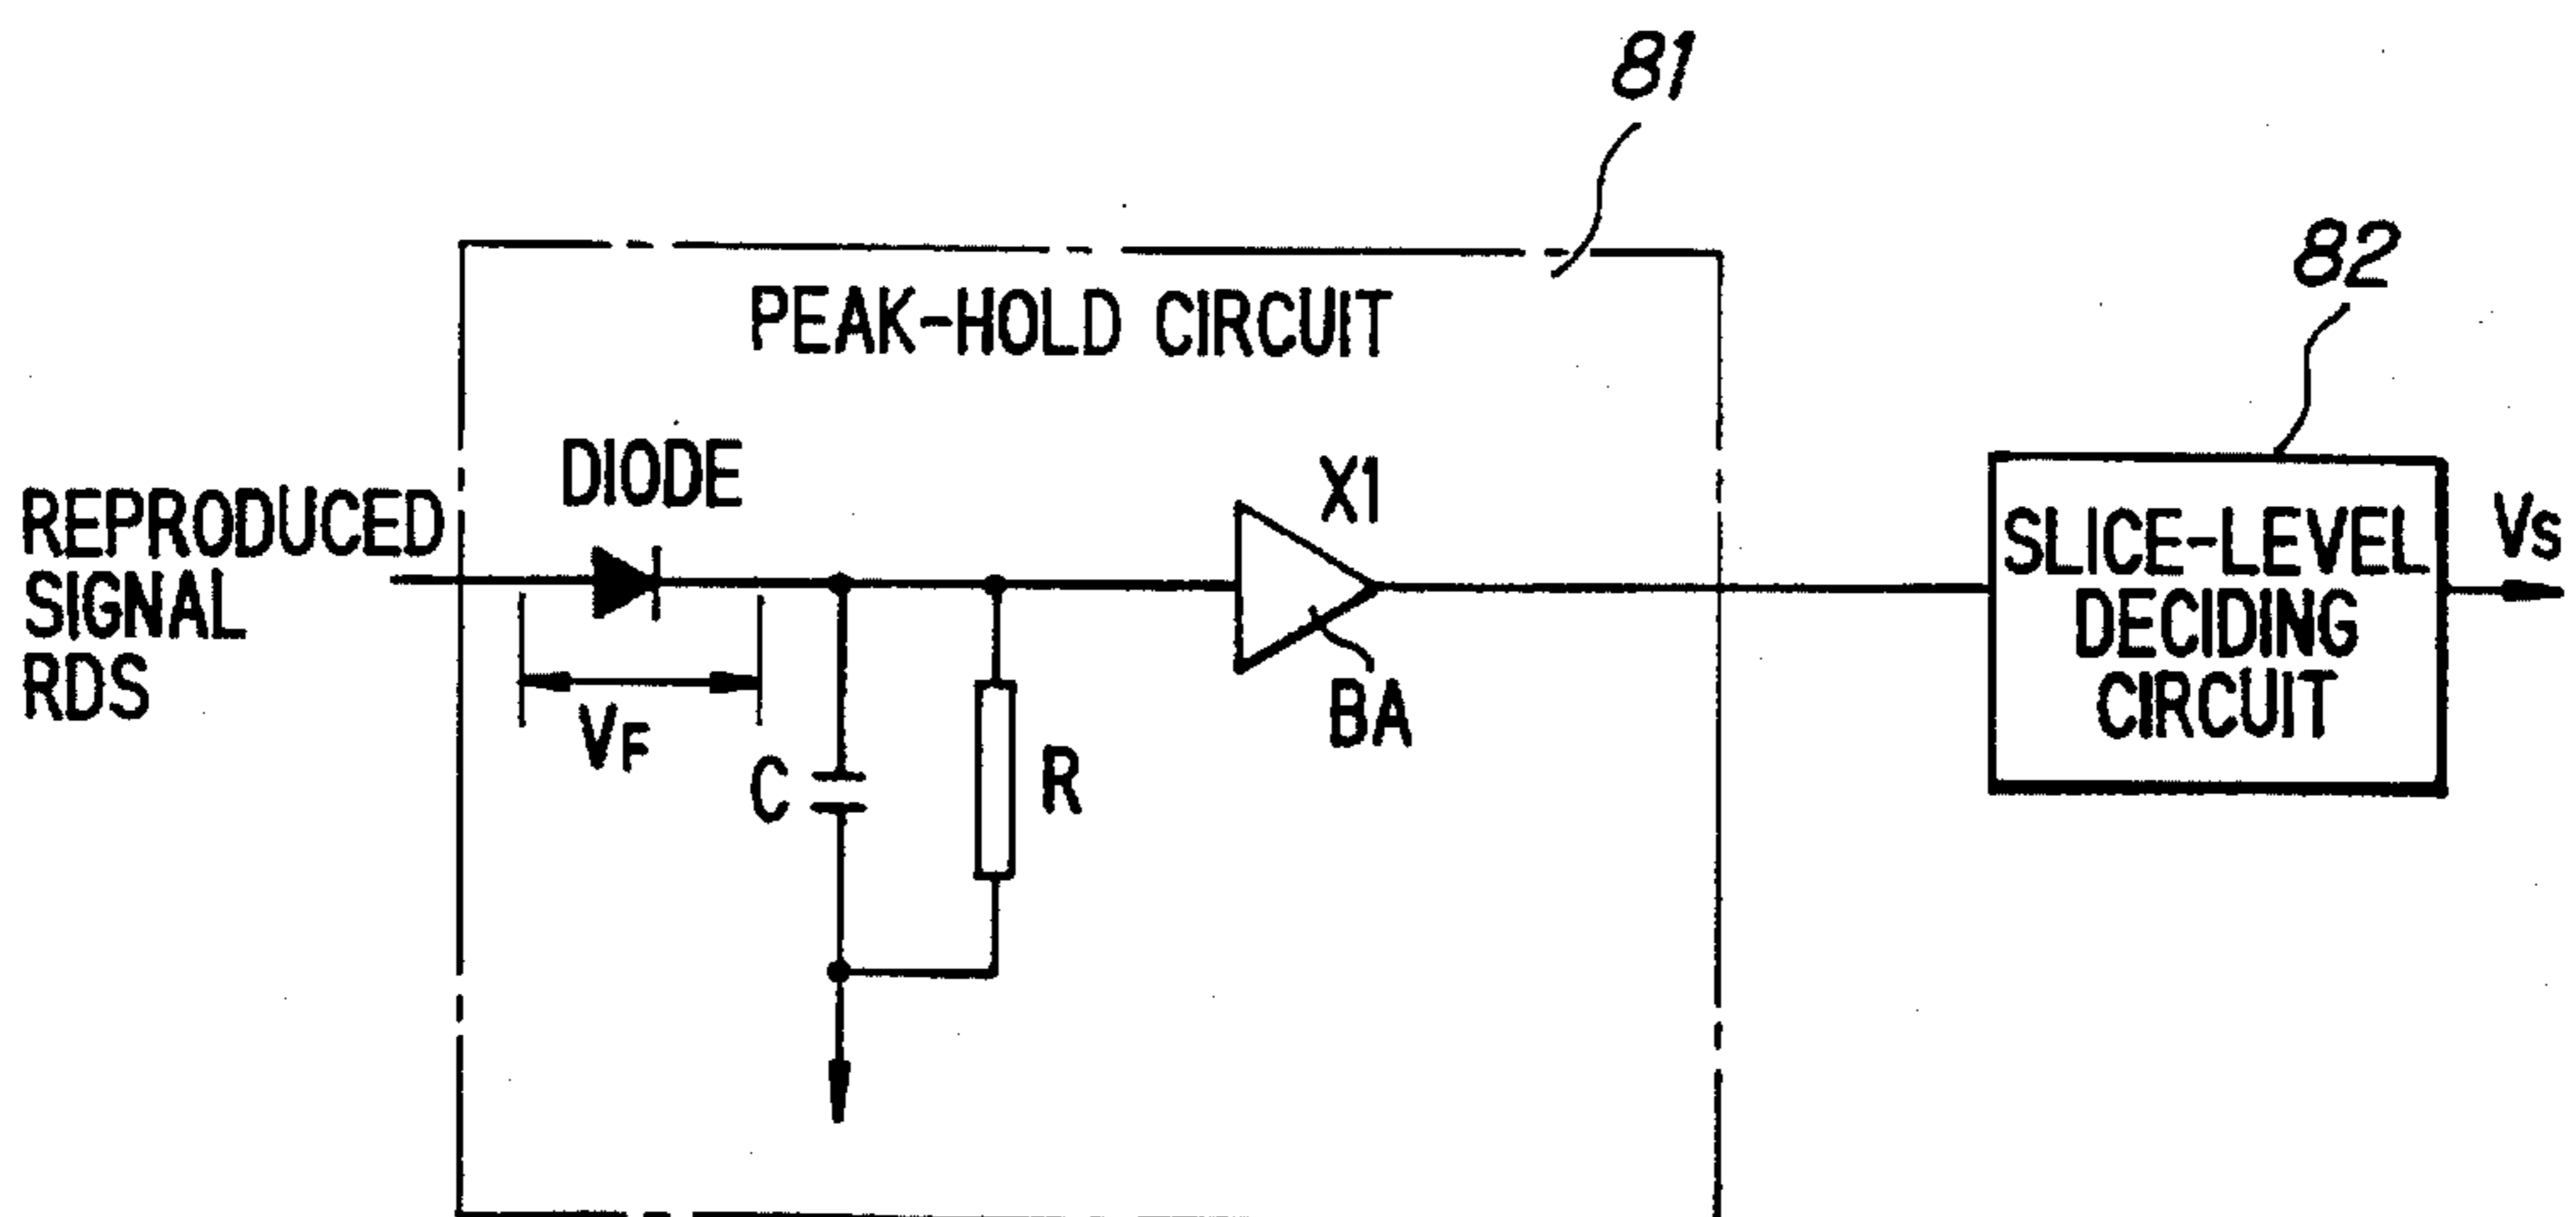 81
82
PEAK-HOLD CIRCUIT
DIODE
X1
REPRODUCED
SIGNAL
RDS
SLICE-LEVEL
DECIDING
CIRCUIT
VS
VF
BA
C
R